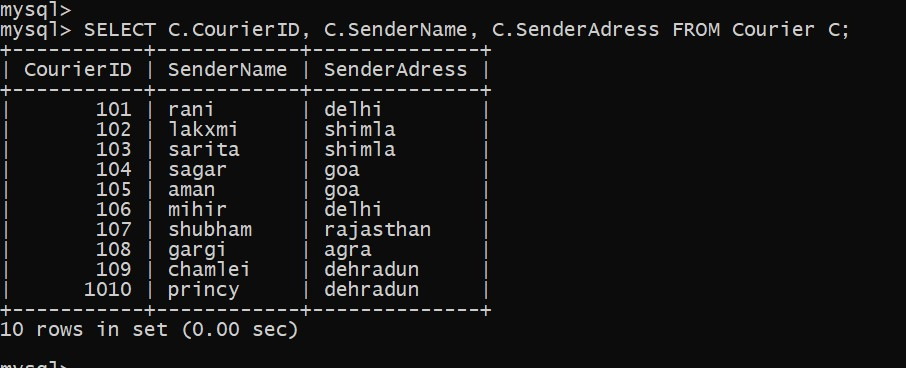 mysql>
mysql> SELECT C.CourierID, C.SenderName, C.SenderAdress FROM Courier C;
+-----------+------------+--------------+
| CourierID | SenderName | SenderAdress |
+-----------+------------+--------------+
|       101 | rani       | delhi        |
|       102 | lakxmi     | shimla       |
|       103 | sarita     | shimla       |
|       104 | sagar      | goa          |
|       105 | aman       | goa          |
|       106 | mihir      | delhi        |
|       107 | shubham    | rajasthan    |
|       108 | gargi      | agra         |
|       109 | chamlei    | dehradun     |
|      1010 | princy     | dehradun     |
+-----------+------------+--------------+
10 rows in set (0.00 sec)
mysql>